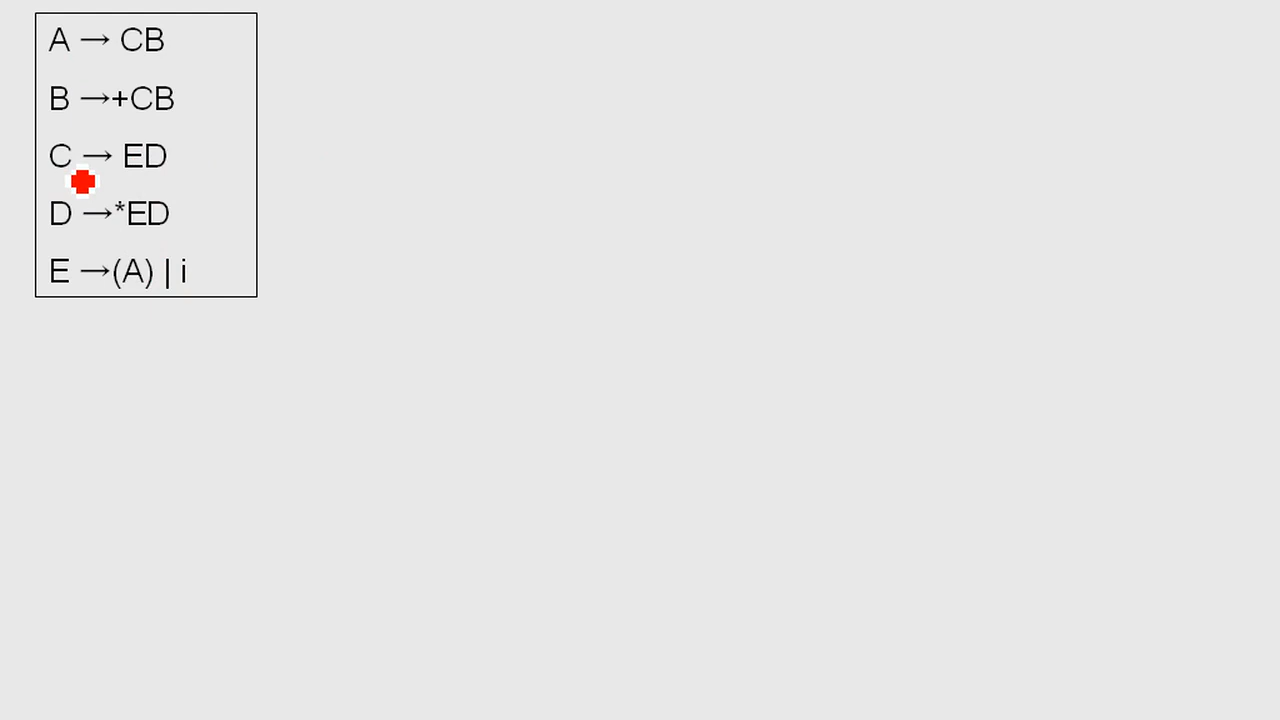 A → CB
B →+CB
C → ED
D →*ED
E →(A) | i